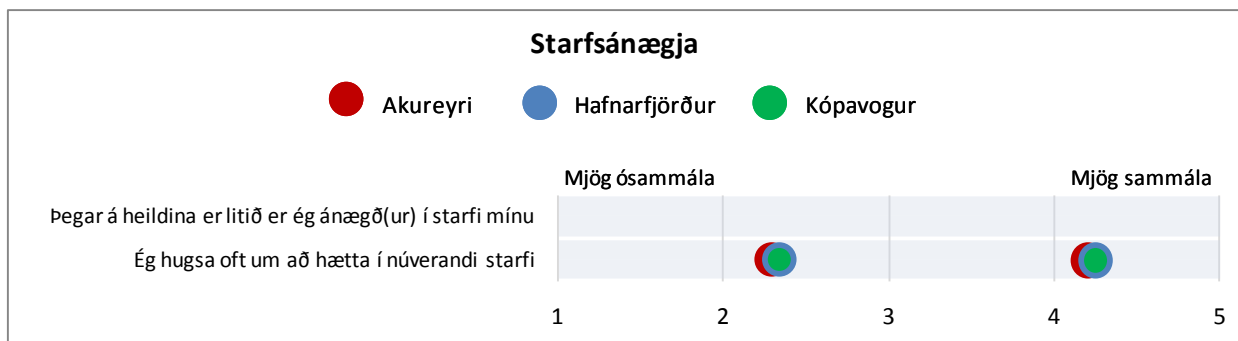 Starfsánægja
Akureyri Hafnarfjörður Kópavogur
Mjög ósammála Mjög sammála
Þegar á heildina er litið er ég ánægð(ur) í starfi mínu
Ég hugsa oft um að hætta í núverandi starfi
1 2 3 4 5